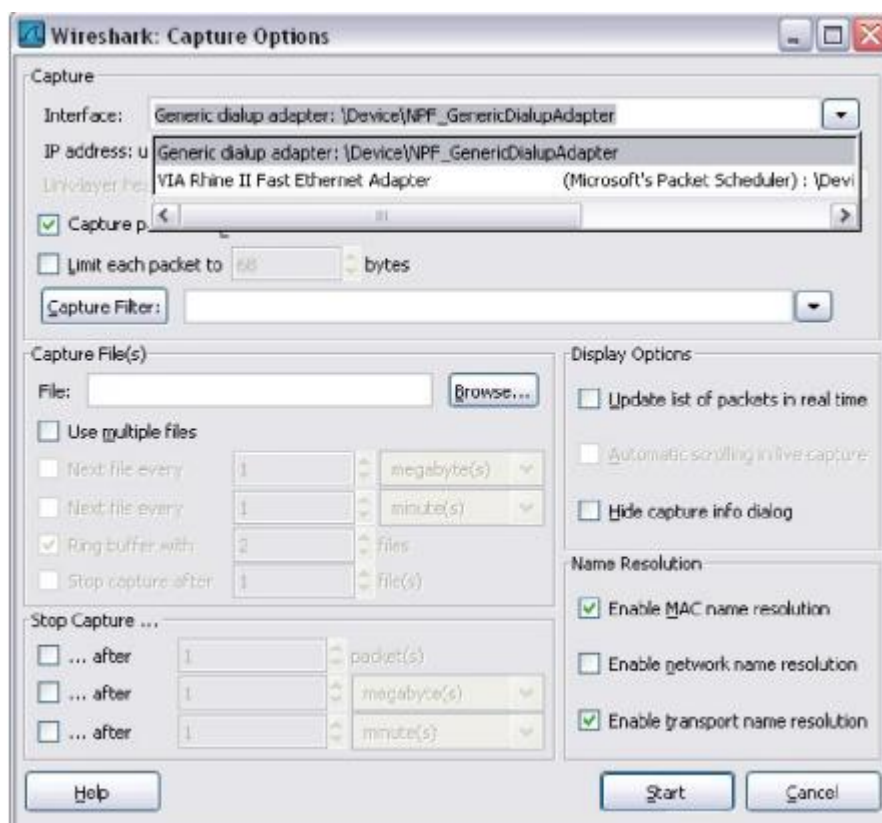 Wireshark: Capture Options
Capture
Interface: Generic dialup adapter: \Device\NPF_GenericDialupAdapter
IP address: u
Generic dialup adapter: \Device\NPF_GenericDialupAdapter
VIA Rhine II Fast Ethernet Adapter (Microsoft's Packet Scheduler) : \Devi
Link-layer hea
Capture p
Limit each packet to 68 bytes
Capture Filter:
Capture File(s)
File: Browse...
Use multiple files
Next file every 1 megabyte(s)
Next file every 1 minute(s)
Ring buffer with 2 files
Stop capture after 1 file(s)
Stop Capture ...
... after 1 packet(s)
... after 1 megabyte(s)
... after 1 minute(s)
Display Options
Update list of packets in real time
Automatic scrolling in live capture
Hide capture info dialog
Name Resolution
Enable MAC name resolution
Enable network name resolution
Enable transport name resolution
Help
Start
Cancel